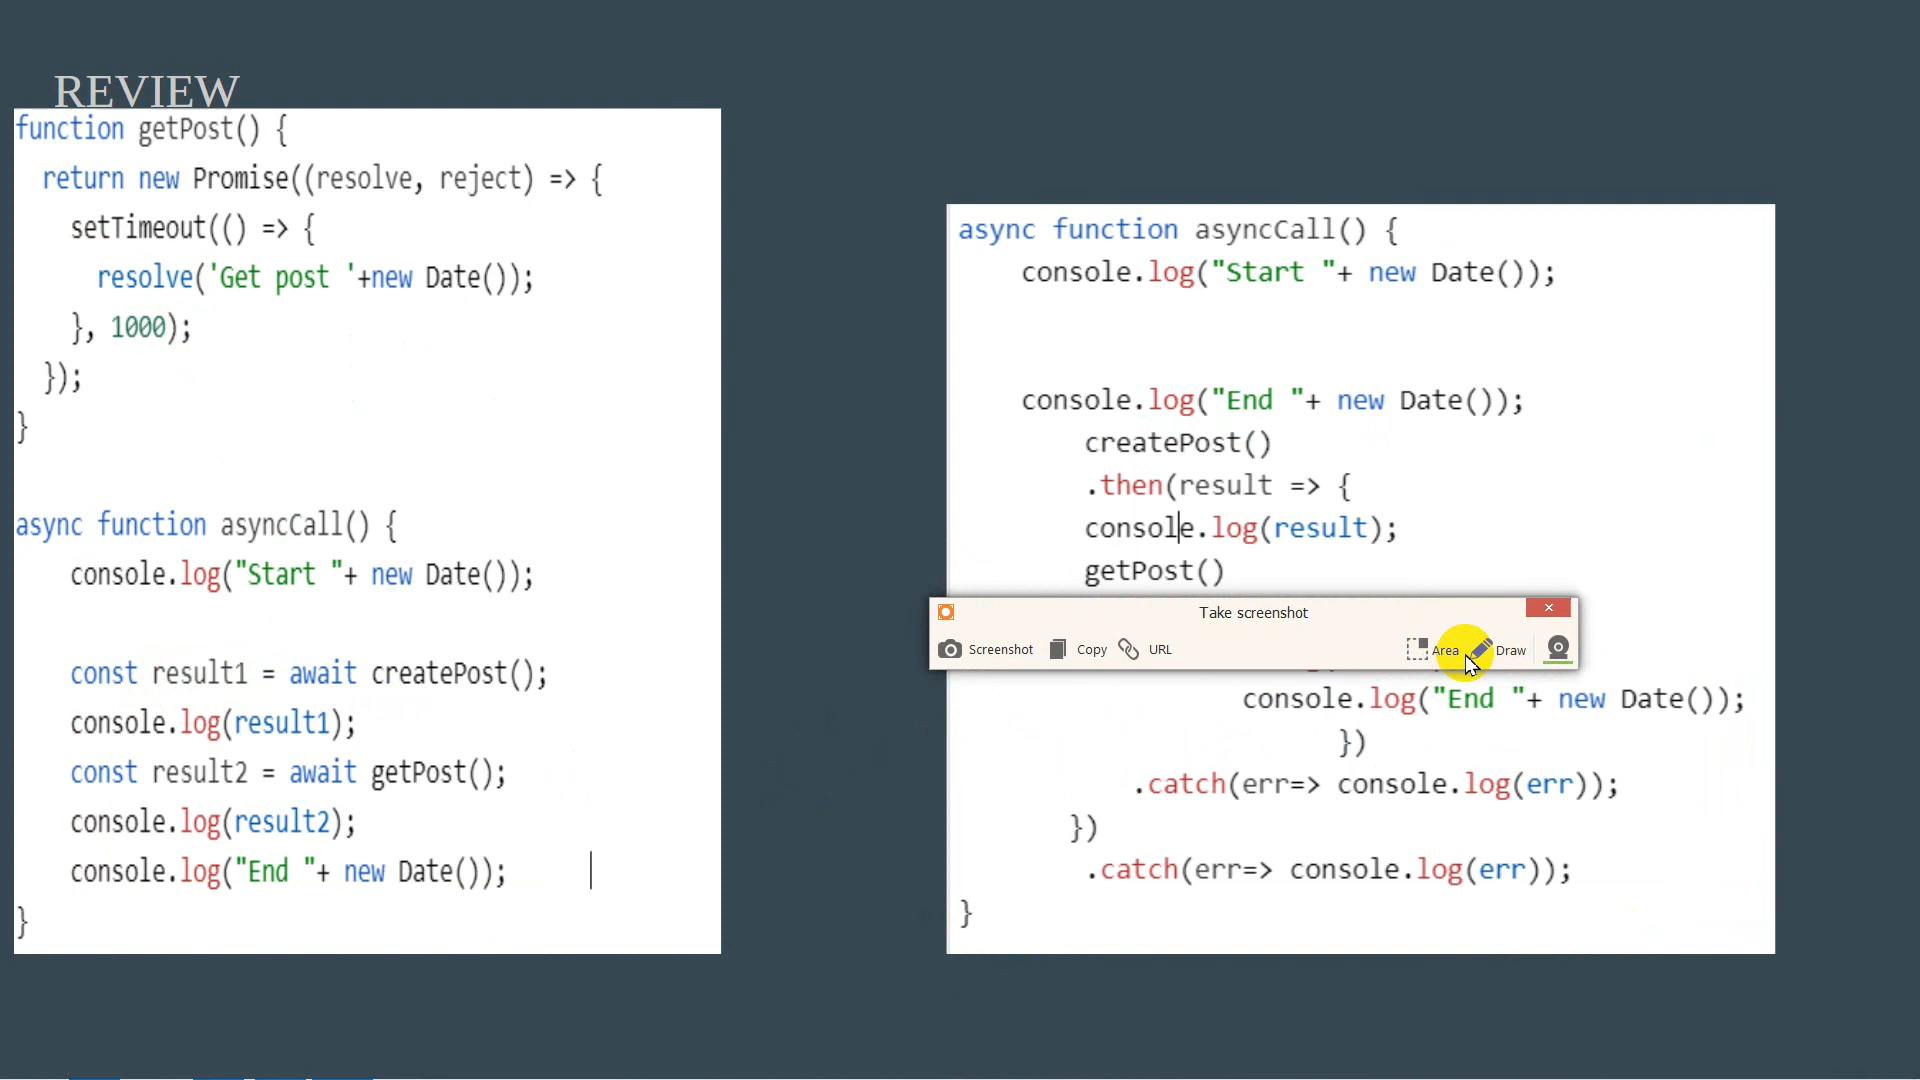 REVIEW
function getPost() {
return new Promise((resolve, reject) => {
setTimeout(() => {
resolve('Get post '+new Date());
}, 1000);
});
}
async function asyncCall() {
console.log("Start "+ new Date());
const result1 = await createPost();
console.log(result1);
const result2 = await getPost();
console.log(result2);
console.log("End "+ new Date());
}
async function asyncCall() {
console.log("Start "+ new Date());
console.log("End "+ new Date());
createPost()
.then(result => {
console.log(result);
getPost()
Take screenshot
Screenshot Copy URL Area Draw
console.log("End "+ new Date());
})
.catch(err=> console.log(err));
})
.catch(err=> console.log(err));
}